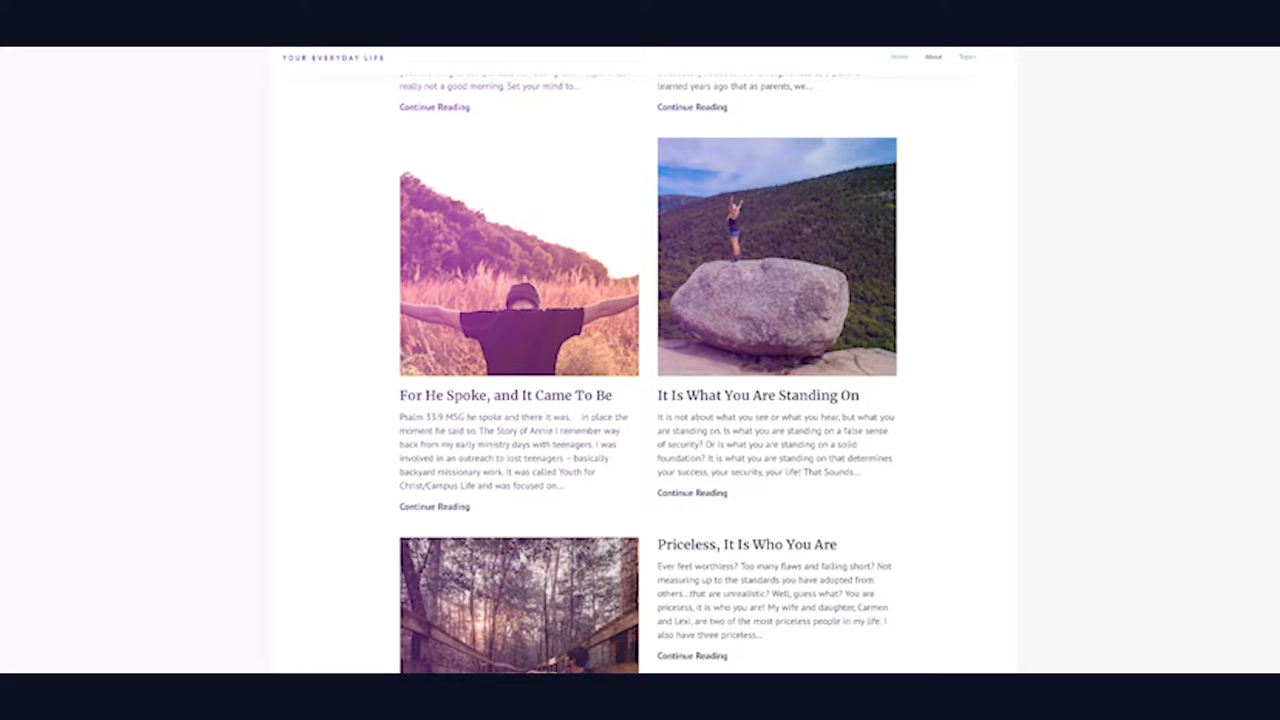 YOUR EVERYDAY LIFE
Home About Topics
really not a good morning. Set your mind to...
Continue Reading
learned years ago that as parents, we...
Continue Reading
For He Spoke, and It Came To Be
Psalm 33:9 MSG he spoke and there it was, in place the
moment he said so. The Story of Annie I remember way
back from my early ministry days with teenagers. I was
involved in an outreach to lost teenagers – basically
backyard missionary work. It was called Youth for
Christ/Campus Life and was focused on...
Continue Reading
It Is What You Are Standing On
It is not about what you see or what you hear, but what you
are standing on. Is what you are standing on a false sense
of security? Or is what you are standing on a solid
foundation? It is what you are standing on that determines
your success, your security, your life! That Sounds...
Continue Reading
Priceless, It Is Who You Are
Ever feel worthless? Too many flaws and falling short? Not
measuring up to the standards you have adopted from
others...that are unrealistic? Well, guess what? You are
priceless, it is who you are! My wife and daughter, Carmen
and Lexi, are two of the most priceless people in my life. I
also have three priceless...
Continue Reading